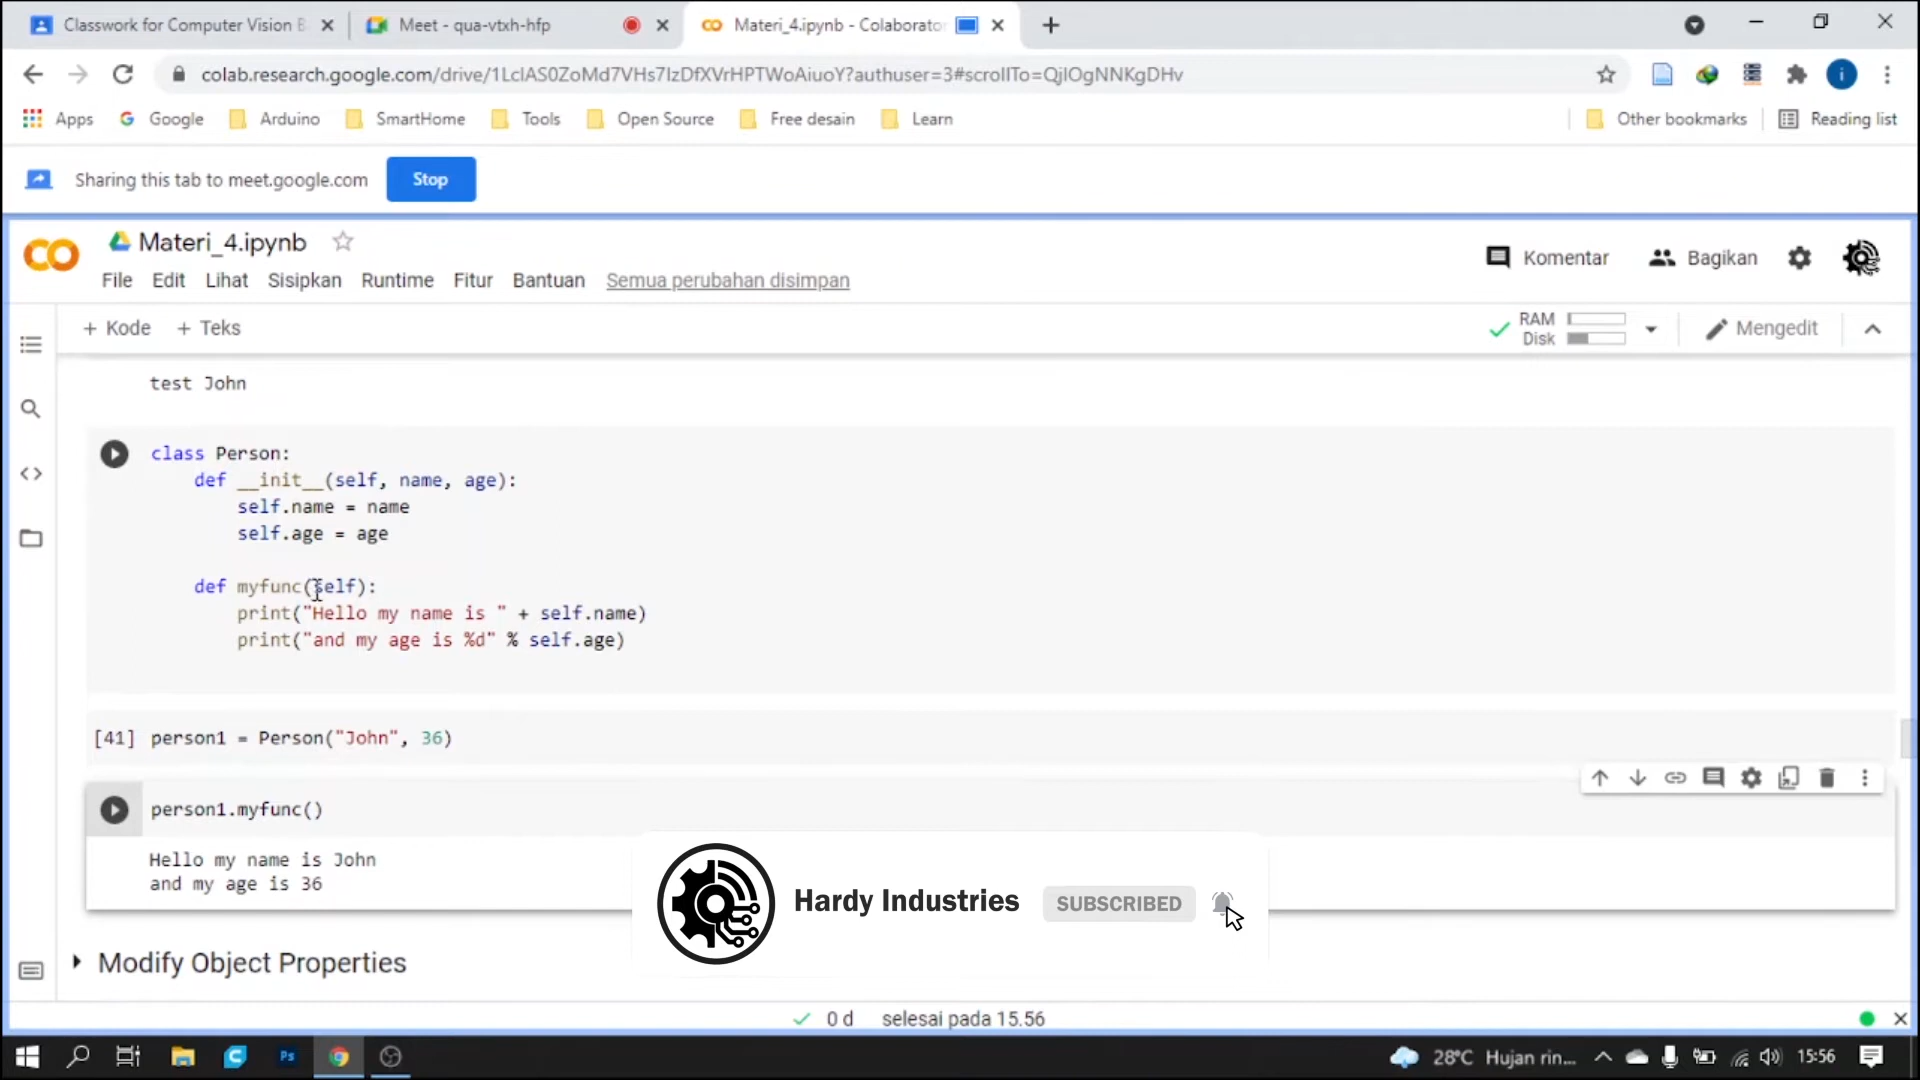 Classwork for Computer Vision B
Meet - qua-vtxh-hfp
Materi_4.ipynb - Colaborator
colab.research.google.com/drive/1LclAS0ZoMd7VHs7IzDfXVrHPTWoAiuoY?authuser=3#scrollTo=QjIOgNNKgDHv
i
Apps
Google
Arduino
SmartHome
Tools
Open Source
Free desain
Learn
Other bookmarks
Reading list
Sharing this tab to meet.google.com
Stop
Materi_4.ipynb
Komentar
Bagikan
File Edit Lihat Sisipkan Runtime Fitur Bantuan Semua perubahan disimpan
+ Kode + Teks
RAM
Disk
Mengedit
test John
class Person:
def __init__(self, name, age):
self.name = name
self.age = age
def myfunc(self):
print("Hello my name is " + self.name)
print("and my age is %d" % self.age)
[41] person1 = Person("John", 36)
person1.myfunc()
Hello my name is John
and my age is 36
Hardy Industries
SUBSCRIBED
Modify Object Properties
0 d selesai pada 15.56
Ps
28°C Hujan rin...
15:56